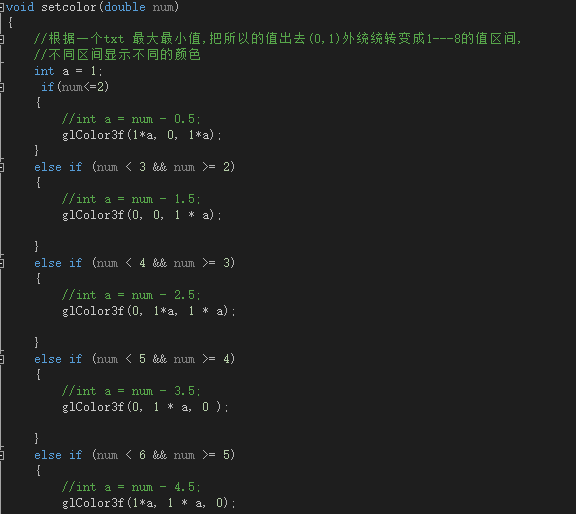 void setcolor(double num)
{
//根据一个txt 最大最小值,把所以的值出去(0,1)外统统转变成1---8的值区间,
//不同区间显示不同的颜色
int a = 1;
if(num<=2)
{
//int a = num - 0.5;
glColor3f(1*a, 0, 1*a);
}
else if (num < 3 && num >= 2)
{
//int a = num - 1.5;
glColor3f(0, 0, 1 * a);
}
else if (num < 4 && num >= 3)
{
//int a = num - 2.5;
glColor3f(0, 1*a, 1 * a);
}
else if (num < 5 && num >= 4)
{
//int a = num - 3.5;
glColor3f(0, 1 * a, 0 );
}
else if (num < 6 && num >= 5)
{
//int a = num - 4.5;
glColor3f(1*a, 1 * a, 0);